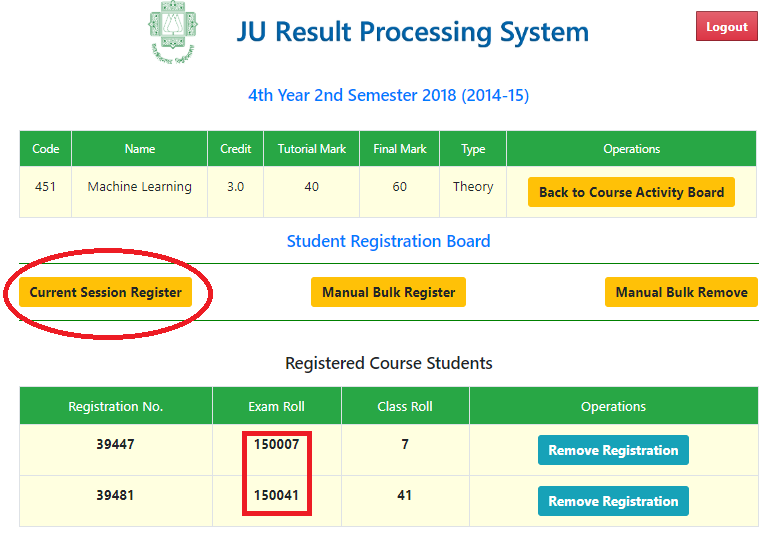 JU Result Processing System
Logout
4th Year 2nd Semester 2018 (2014-15)
Code Name Credit Tutorial Mark Final Mark Type Operations
451 Machine Learning 3.0 40 60 Theory Back to Course Activity Board
Student Registration Board
Current Session Register Manual Bulk Register Manual Bulk Remove
Registered Course Students
Registration No. Exam Roll Class Roll Operations
39447 150007 7 Remove Registration
39481 150041 41 Remove Registration